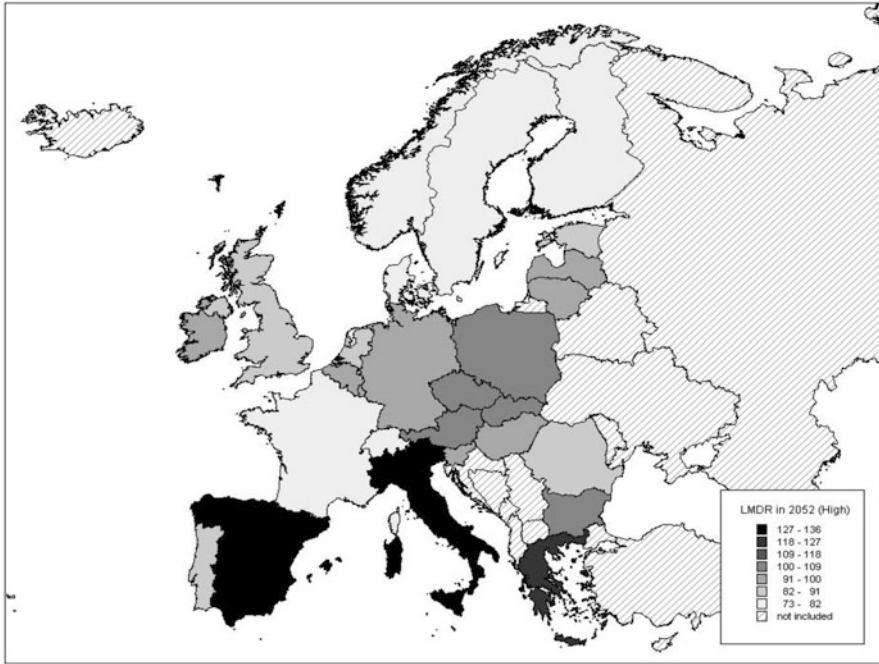 LMDR in 2052 (High)
127 - 136
118 - 127
109 - 118
100 - 109
91 - 100
82 - 91
73 - 82
not included